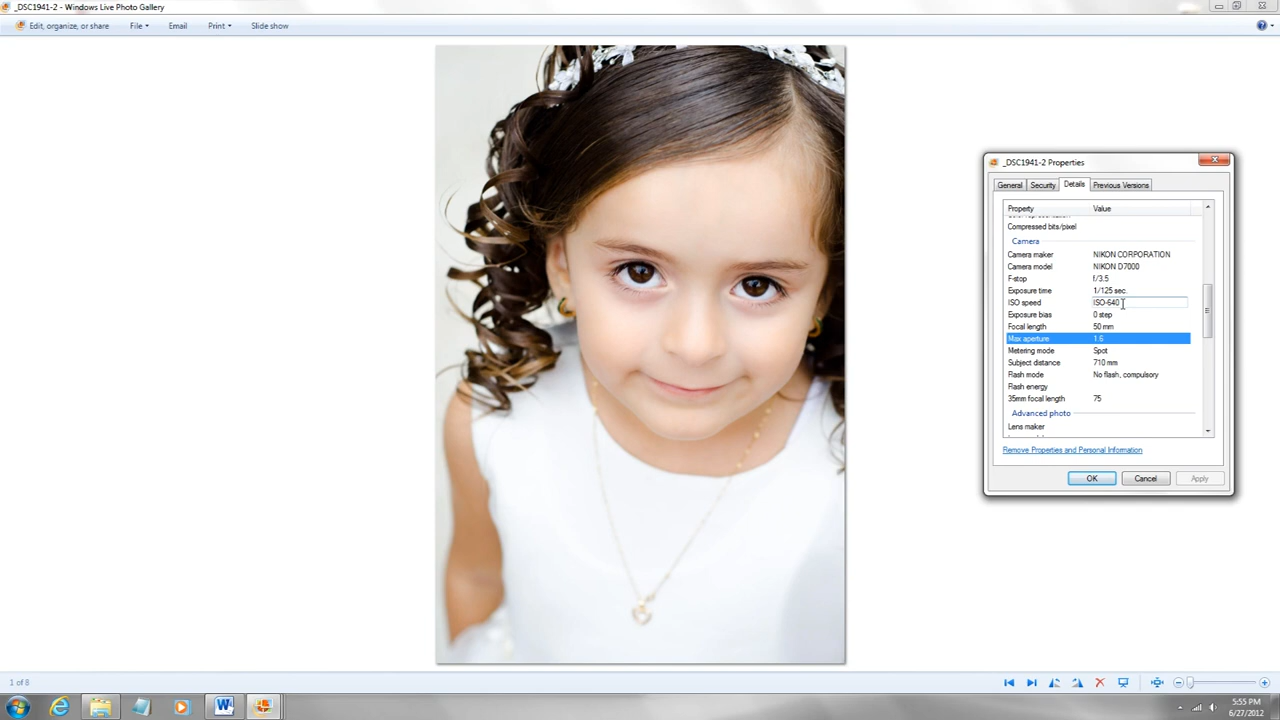 _DSC1941-2 - Windows Live Photo Gallery
Edit, organize, or share File Email Print Slide show
_DSC1941-2 Properties
General Security Details Previous Versions
Property Value
Compressed bits/pixel
Camera
Camera maker NIKON CORPORATION
Camera model NIKON D7000
F-stop f/3.5
Exposure time 1/125 sec.
ISO speed ISO-640
Exposure bias 0 step
Focal length 50 mm
Max aperture 1.6
Metering mode Spot
Subject distance 710 mm
Flash mode No flash, compulsory
Flash energy
35mm focal length 75
Advanced photo
Lens maker
Remove Properties and Personal Information
OK Cancel Apply
1 of 8
5:55 PM
6/27/2012